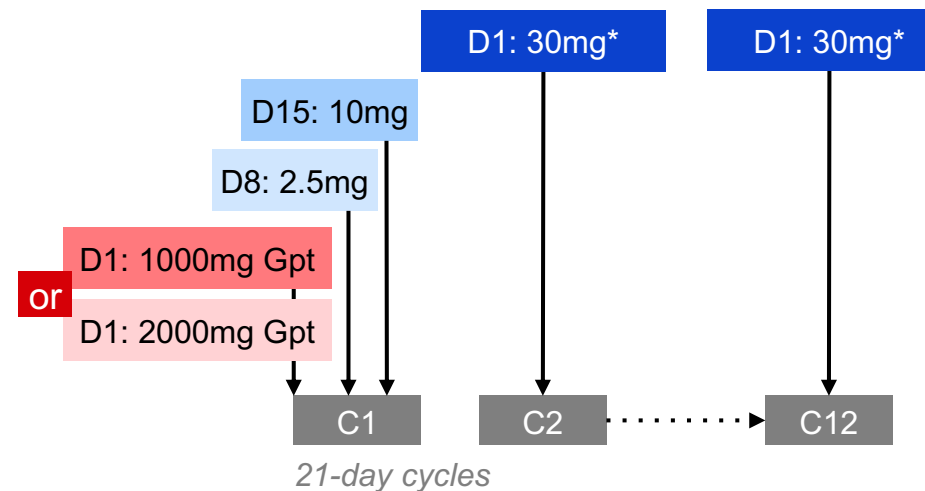 D1: 30mg*
D1: 30mg*
D15: 10mg
D8: 2.5mg
D1: 1000mg Gpt
or
D1: 2000mg Gpt
C1
C2
C12
21-day cycles